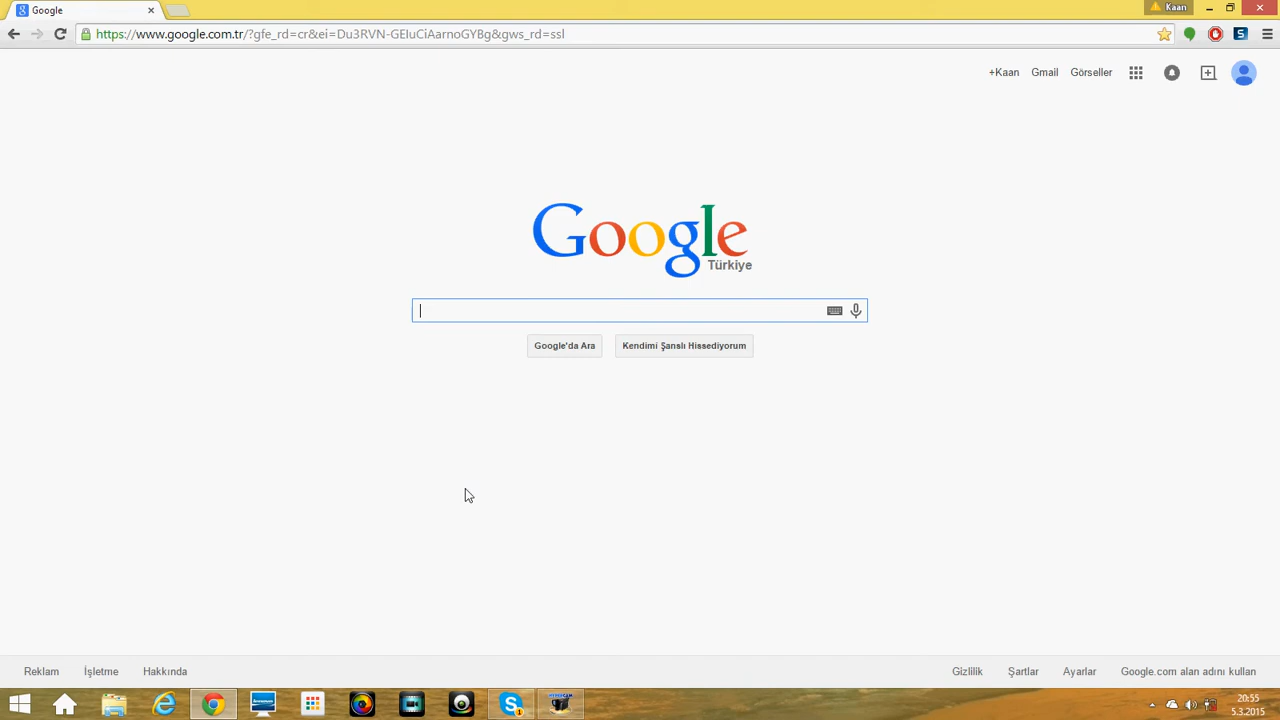 Google
Kaan
https://www.google.com.tr/?gfe_rd=cr&ei=Du3RVN-GEIuCiAarnoGYBg&gws_rd=ssl
+Kaan Gmail Görseller
Google
Türkiye
Google'da Ara Kendimi Şanslı Hissediyorum
Reklam İşletme Hakkında Gizlilik Şartlar Ayarlar Google.com alan adını kullan
20:55
5.3.2015